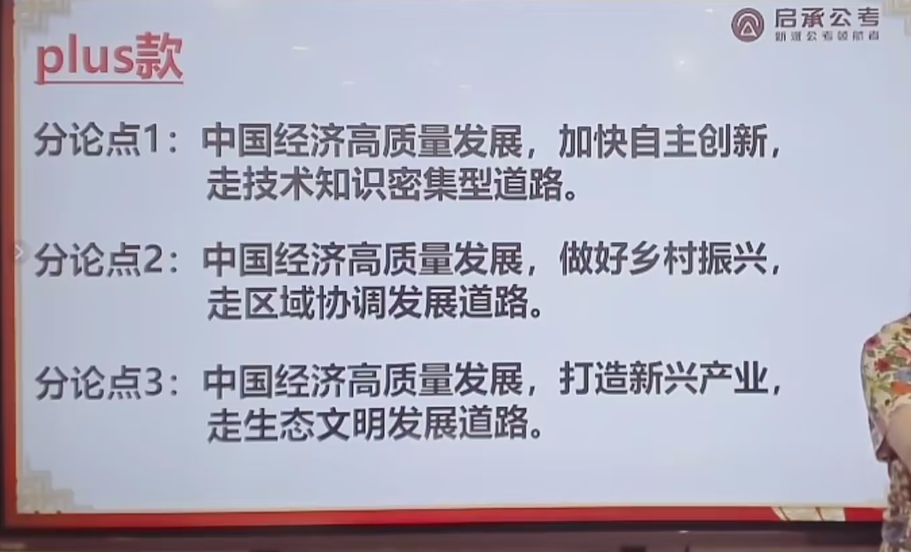 启承公考
新疆公考领航者
plus款
分论点1：中国经济高质量发展，加快自主创新，
走技术知识密集型道路。
分论点2：中国经济高质量发展，做好乡村振兴，
走区域协调发展道路。
分论点3：中国经济高质量发展，打造新兴产业，
走生态文明发展道路。